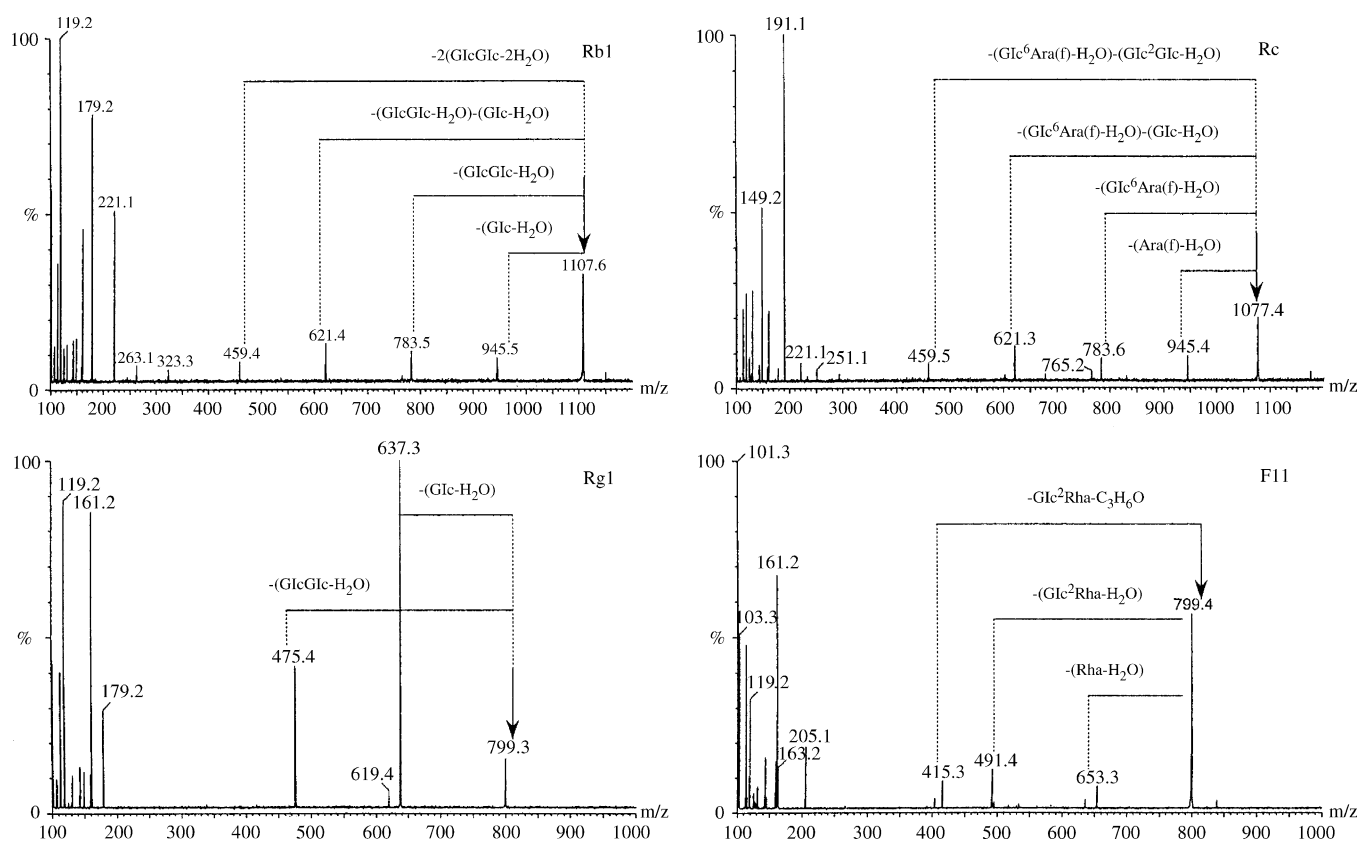 119.2
100
Rb1
-2(GlcGlc-2H₂O)
179.2
-(GlcGlc-H₂O)-(Glc-H₂O)
-(GlcGlc-H₂O)
%
221.1
-(Glc-H₂O)
1107.6
263.1
323.3
459.4
621.4
783.5
945.5
0
100 200 300 400 500 600 700 800 900 1000 1100 m/z
191.1
100
Rc
-(Glc⁶Ara(f)-H₂O)-(Glc²Glc-H₂O)
-(Glc⁶Ara(f)-H₂O)-(Glc-H₂O)
149.2
-(Glc⁶Ara(f)-H₂O)
%
-(Ara(f)-H₂O)
1077.4
221.1
251.1
459.5
621.3
765.2
783.6
945.4
0
100 200 300 400 500 600 700 800 900 1000 1100 m/z
637.3
100
Rg1
119.2
161.2
-(Glc-H₂O)
-(GlcGlc-H₂O)
%
475.4
179.2
799.3
619.4
0
100 200 300 400 500 600 700 800 900 1000 m/z
101.3
100
F11
-Glc²Rha-C₃H₆O
161.2
-(Glc²Rha-H₂O)
799.4
103.3
%
-(Rha-H₂O)
119.2
205.1
163.2
415.3
491.4
653.3
0
100 200 300 400 500 600 700 800 900 1000 m/z